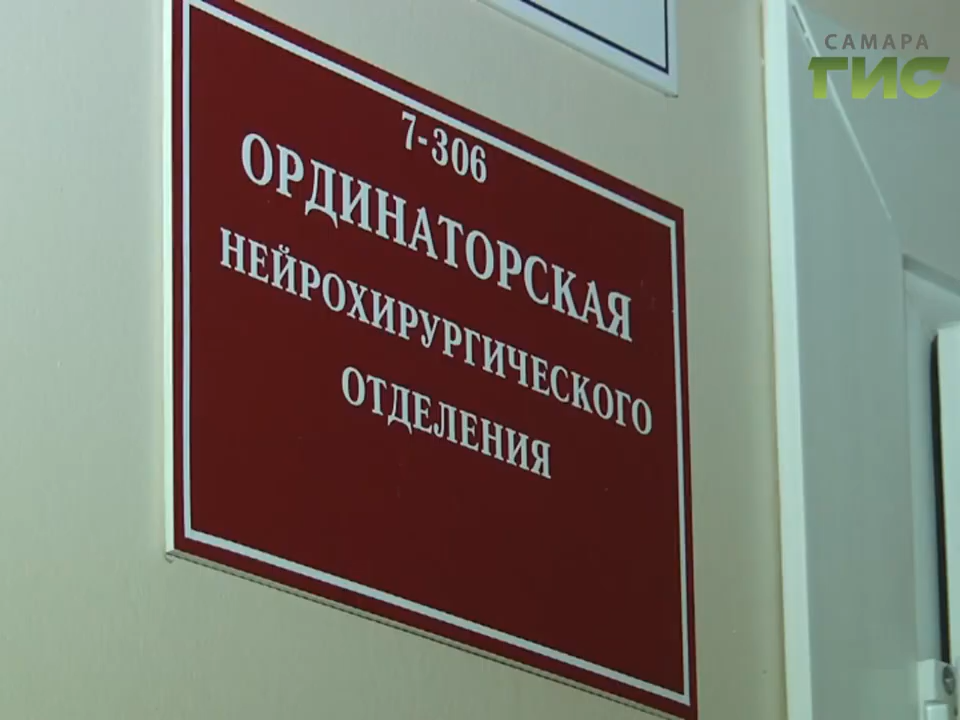 САМАРА
ГИС
7-306
ОРДИНАТОРСКАЯ
НЕЙРОХИРУРГИЧЕСКОГО
ОТДЕЛЕНИЯ